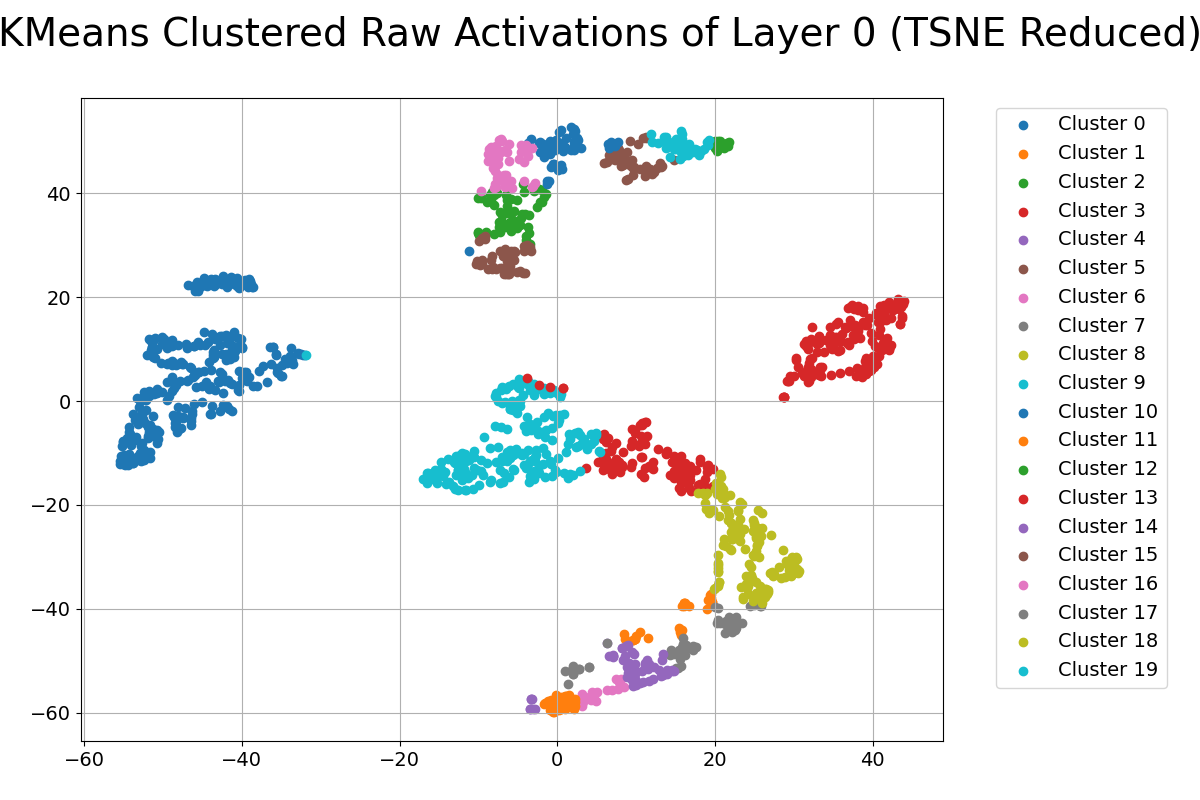 KMeans Clustered Raw Activations of Layer 0 (TSNE Reduced)
40
20
0
−20
−40
−60
−60
−40
−20
0
20
40
Cluster 0
Cluster 1
Cluster 2
Cluster 3
Cluster 4
Cluster 5
Cluster 6
Cluster 7
Cluster 8
Cluster 9
Cluster 10
Cluster 11
Cluster 12
Cluster 13
Cluster 14
Cluster 15
Cluster 16
Cluster 17
Cluster 18
Cluster 19